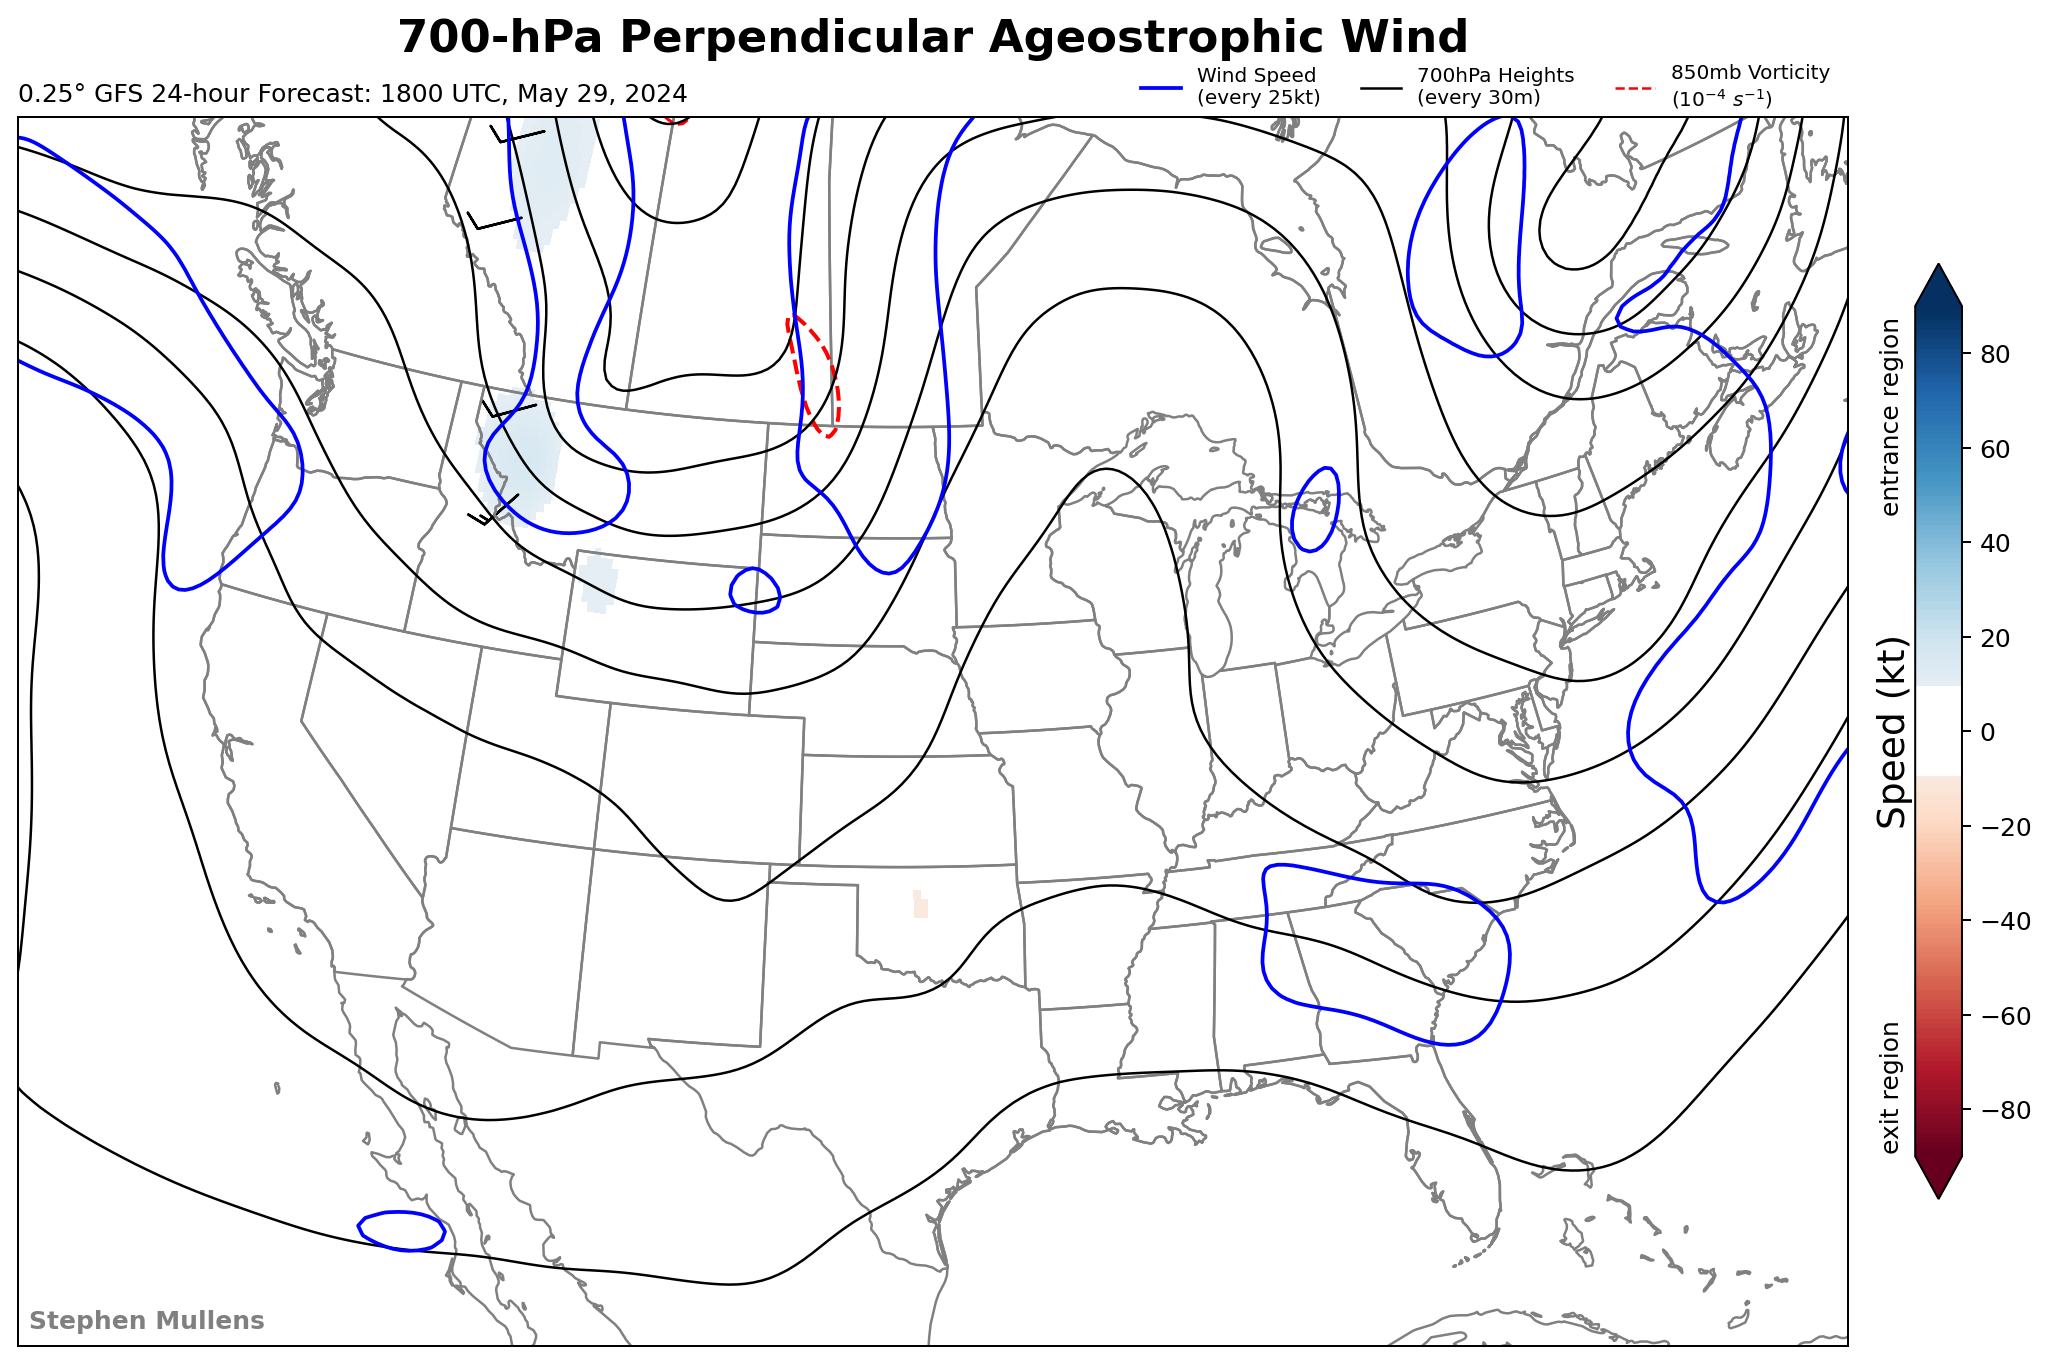 700-hPa Perpendicular Ageostrophic Wind
0.25° GFS 24-hour Forecast: 1800 UTC, May 29, 2024
Wind Speed
(every 25kt)
700hPa Heights
(every 30m)
850mb Vorticity
(10⁻⁴ s⁻¹)
entrance region
Speed (kt)
exit region
80
60
40
20
0
−20
−40
−60
−80
Stephen Mullens